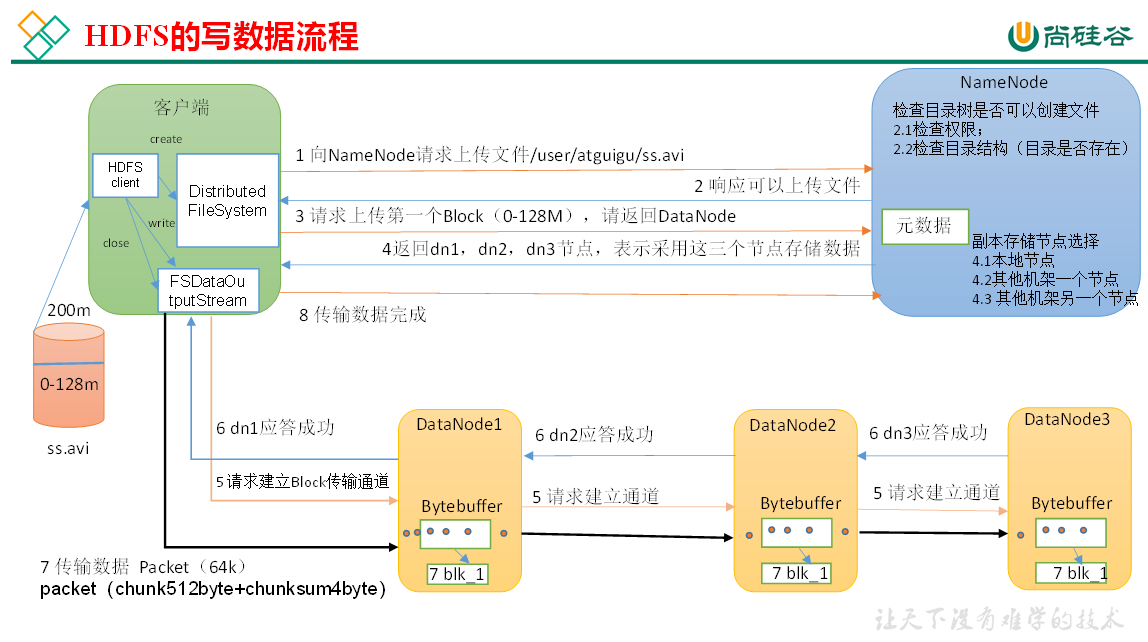 HDFS的写数据流程
尚硅谷
客户端
create
HDFS
client
Distributed
FileSystem
write
close
FSDataOu
tputStream
200m
0-128m
ss.avi
1 向NameNode请求上传文件/user/atguigu/ss.avi
2 响应可以上传文件
3 请求上传第一个Block（0-128M），请返回DataNode
4返回dn1，dn2，dn3节点，表示采用这三个节点存储数据
8 传输数据完成
NameNode
检查目录树是否可以创建文件
2.1检查权限；
2.2检查目录结构（目录是否存在）
元数据
副本存储节点选择
4.1本地节点
4.2其他机架一个节点
4.3 其他机架另一个节点
6 dn1应答成功
5 请求建立Block传输通道
DataNode1
Bytebuffer
7 blk_1
6 dn2应答成功
5 请求建立通道
DataNode2
Bytebuffer
7 blk_1
6 dn3应答成功
5 请求建立通道
DataNode3
Bytebuffer
7 blk_1
7 传输数据 Packet（64k）
packet（chunk512byte+chunksum4byte）
让天下没有难学的技术